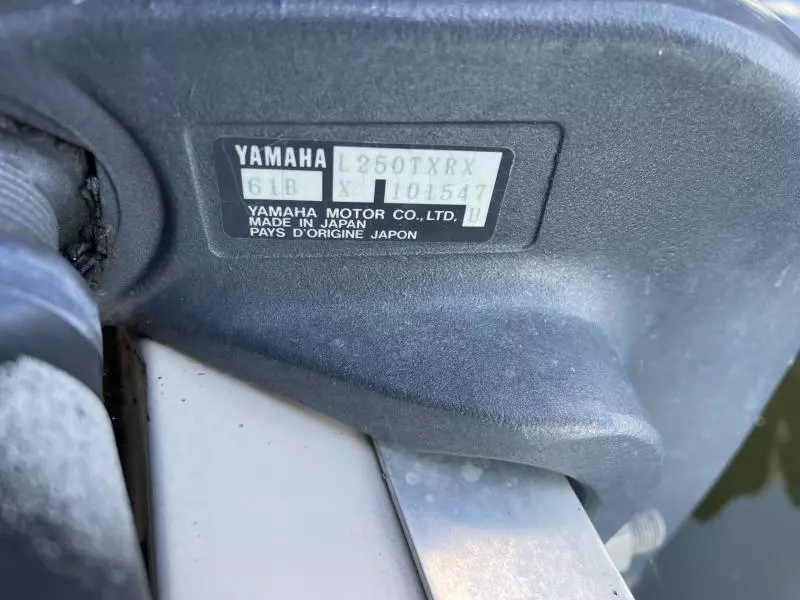 YAMAHA L250TXRX
61B X 101547
U
YAMAHA MOTOR CO., LTD,
MADE IN JAPAN
PAYS D'ORIGINE JAPON